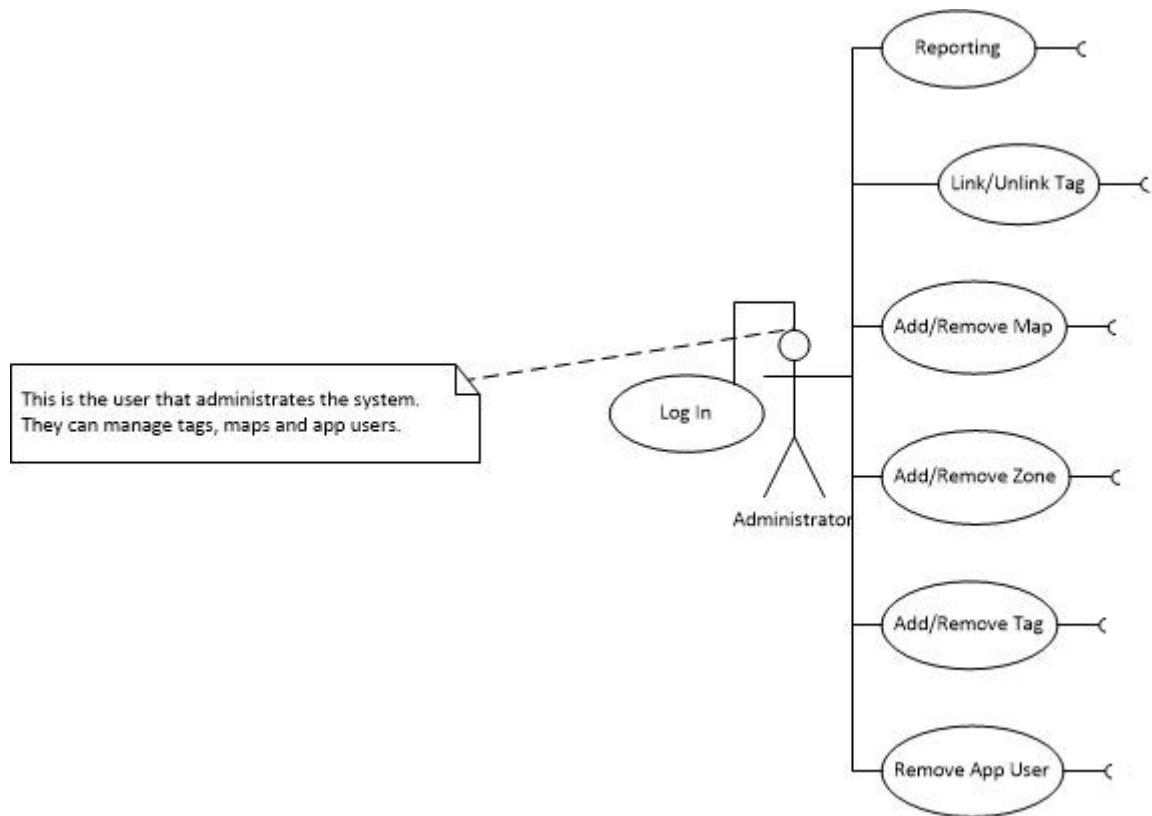 Reporting
Link/Unlink Tag
Add/Remove Map
This is the user that administrates the system.
They can manage tags, maps and app users.
Log In
Add/Remove Zone
Administrator
Add/Remove Tag
Remove App User